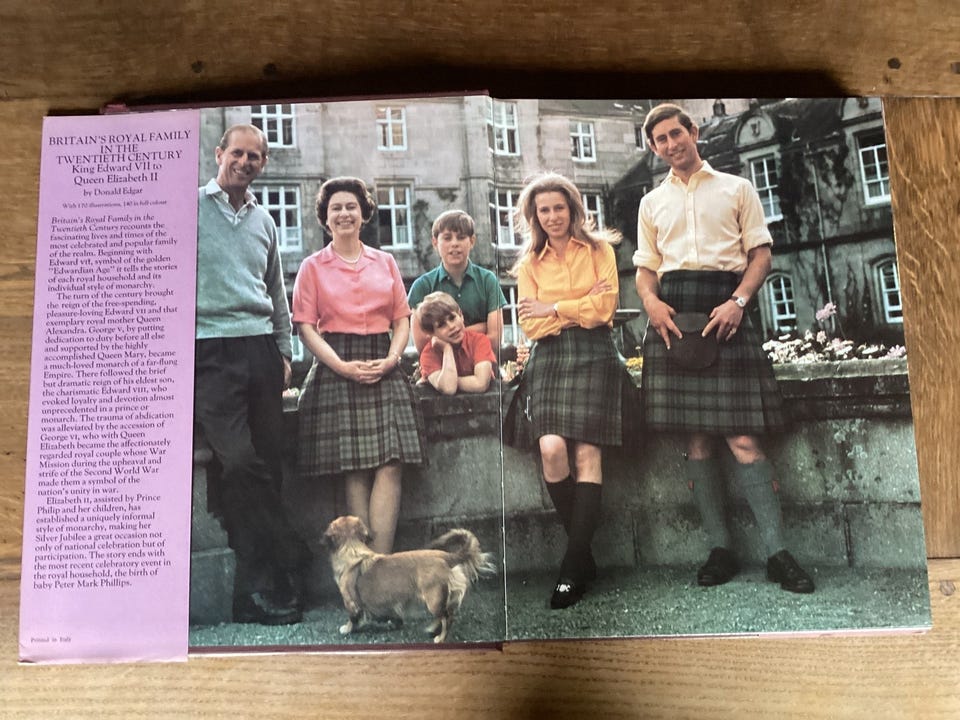 BRITAIN'S ROYAL FAMILY
IN THE
TWENTIETH CENTURY
King Edward VII to
Queen Elizabeth II
by Donald Edgar
With 170 illustrations, 140 in full colour
Britain's Royal Family in the
Twentieth Century recounts the
fascinating lives and times of the
most celebrated and popular family
of the realm. Beginning with
Edward VII, symbol of the golden
"Edwardian Age" it tells the stories
of each royal household and its
individual style of monarchy.
The turn of the century brought
the reign of the free-spending,
pleasure-loving Edward VII and that
exemplary royal mother Queen
Alexandra. George V, by putting
dedication to duty before all else
and supported by the highly
accomplished Queen Mary, became
a much-loved monarch of a far-flung
Empire. There followed the brief
but dramatic reign of his eldest son,
the charismatic Edward VIII, who
evoked loyalty and devotion almost
unprecedented in a prince or
monarch. The trauma of abdication
was alleviated by the accession of
George VI, who with Queen
Elizabeth became the affectionately
regarded royal couple whose War
Mission during the upheaval and
strife of the Second World War
made them a symbol of the
nation's unity in war.
Elizabeth II, assisted by Prince
Philip and her children, has
established a uniquely informal
style of monarchy, making her
Silver Jubilee a great occasion not
only of national celebration but of
participation. The story ends with
the most recent celebratory event in
the royal household, the birth of
baby Peter Mark Phillips.
Printed in Italy